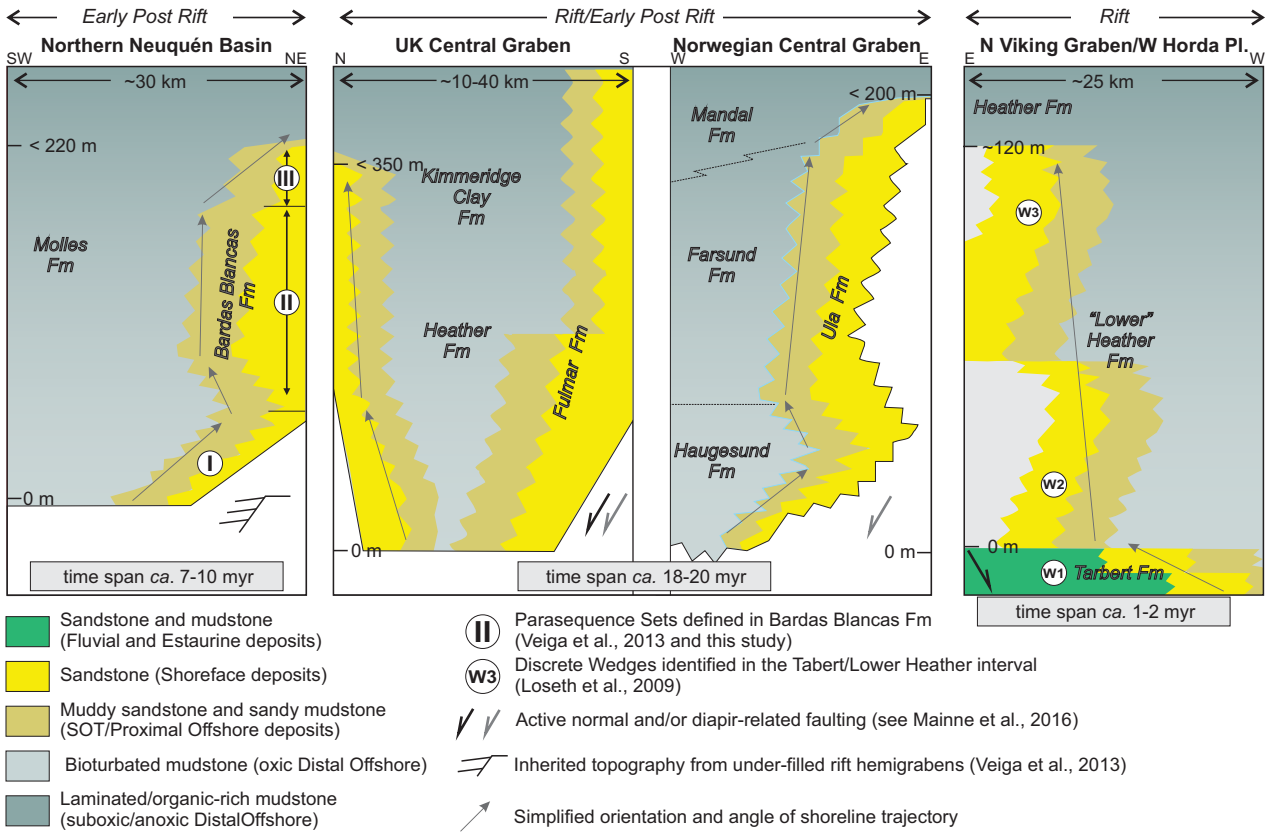 Early Post Rift
Rift/Early Post Rift
Rift
Northern Neuquén Basin
UK Central Graben
Norwegian Central Graben
N Viking Graben/W Horda Pl.
SW
NE
N
S
W
E
E
W
~30 km
~10-40 km
~25 km
< 220 m
< 350 m
< 200 m
~120 m
Molles
Fm
Bardas Blancas
Fm
III
II
I
0 m
Kimmeridge
Clay
Fm
Heather
Fm
Fulmar Fm
0 m
Mandal
Fm
Farsund
Fm
Ula Fm
Haugesund
Fm
0 m
Heather Fm
W3
"Lower"
Heather
Fm
W2
0 m
W1
Tarbert Fm
time span ca. 7-10 myr
time span ca. 18-20 myr
time span ca. 1-2 myr
Sandstone and mudstone
(Fluvial and Estaurine deposits)
Sandstone (Shoreface deposits)
Muddy sandstone and sandy mudstone
(SOT/Proximal Offshore deposits)
Bioturbated mudstone (oxic Distal Offshore)
Laminated/organic-rich mudstone
(suboxic/anoxic DistalOffshore)
II
Parasequence Sets defined in Bardas Blancas Fm
(Veiga et al., 2013 and this study)
W3
Discrete Wedges identified in the Tabert/Lower Heather interval
(Loseth et al., 2009)
Active normal and/or diapir-related faulting (see Mainne et al., 2016)
Inherited topography from under-filled rift hemigrabens (Veiga et al., 2013)
Simplified orientation and angle of shoreline trajectory